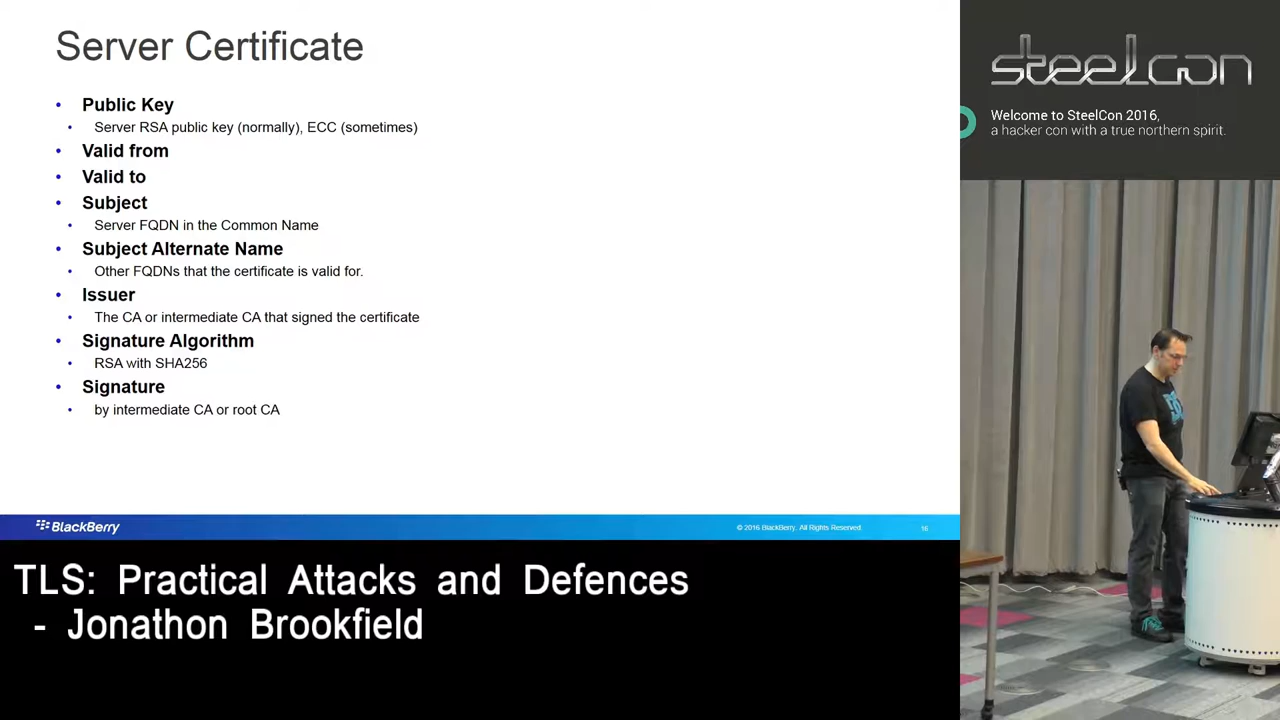 Server Certificate
• Public Key
• Server RSA public key (normally), ECC (sometimes)
• Valid from
• Valid to
• Subject
• Server FQDN in the Common Name
• Subject Alternate Name
• Other FQDNs that the certificate is valid for.
• Issuer
• The CA or intermediate CA that signed the certificate
• Signature Algorithm
• RSA with SHA256
• Signature
• by intermediate CA or root CA
BlackBerry
© 2016 BlackBerry. All Rights Reserved.
16
TLS: Practical Attacks and Defences
- Jonathon Brookfield
steelcon
Welcome to SteelCon 2016,
a hacker con with a true northern spirit.